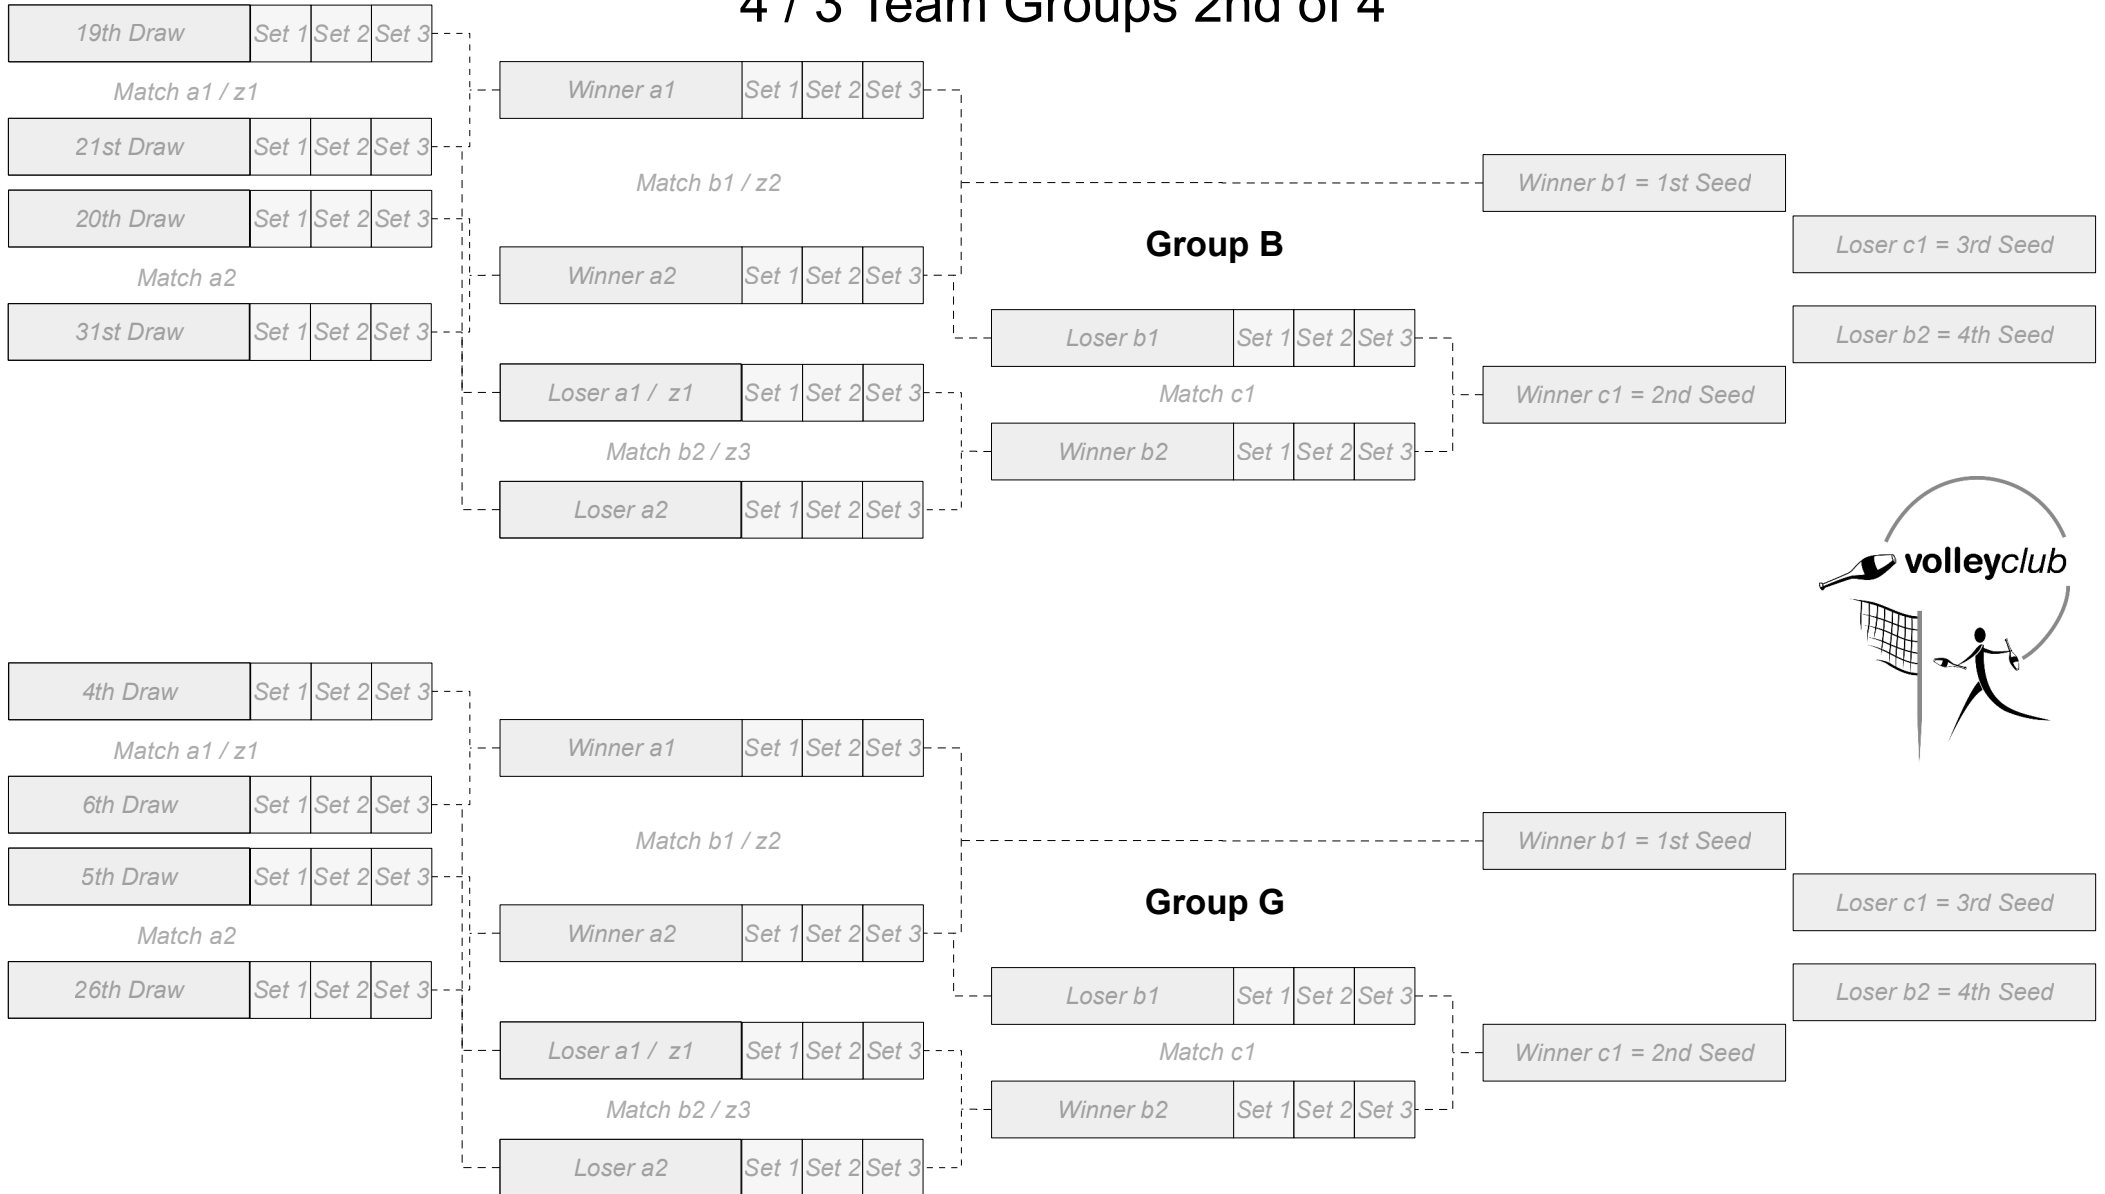 4 / 3 Team Groups 2nd of 4
19th Draw Set 1 Set 2 Set 3
Match a1 / z1
21st Draw Set 1 Set 2 Set 3
20th Draw Set 1 Set 2 Set 3
Match a2
31st Draw Set 1 Set 2 Set 3
Winner a1 Set 1 Set 2 Set 3
Match b1 / z2
Winner a2 Set 1 Set 2 Set 3
Loser a1 / z1 Set 1 Set 2 Set 3
Match b2 / z3
Loser a2 Set 1 Set 2 Set 3
Group B
Loser b1 Set 1 Set 2 Set 3
Match c1
Winner b2 Set 1 Set 2 Set 3
Winner b1 = 1st Seed
Winner c1 = 2nd Seed
Loser c1 = 3rd Seed
Loser b2 = 4th Seed
volleyclub
4th Draw Set 1 Set 2 Set 3
Match a1 / z1
6th Draw Set 1 Set 2 Set 3
5th Draw Set 1 Set 2 Set 3
Match a2
26th Draw Set 1 Set 2 Set 3
Winner a1 Set 1 Set 2 Set 3
Match b1 / z2
Winner a2 Set 1 Set 2 Set 3
Loser a1 / z1 Set 1 Set 2 Set 3
Match b2 / z3
Loser a2 Set 1 Set 2 Set 3
Group G
Loser b1 Set 1 Set 2 Set 3
Match c1
Winner b2 Set 1 Set 2 Set 3
Winner b1 = 1st Seed
Winner c1 = 2nd Seed
Loser c1 = 3rd Seed
Loser b2 = 4th Seed